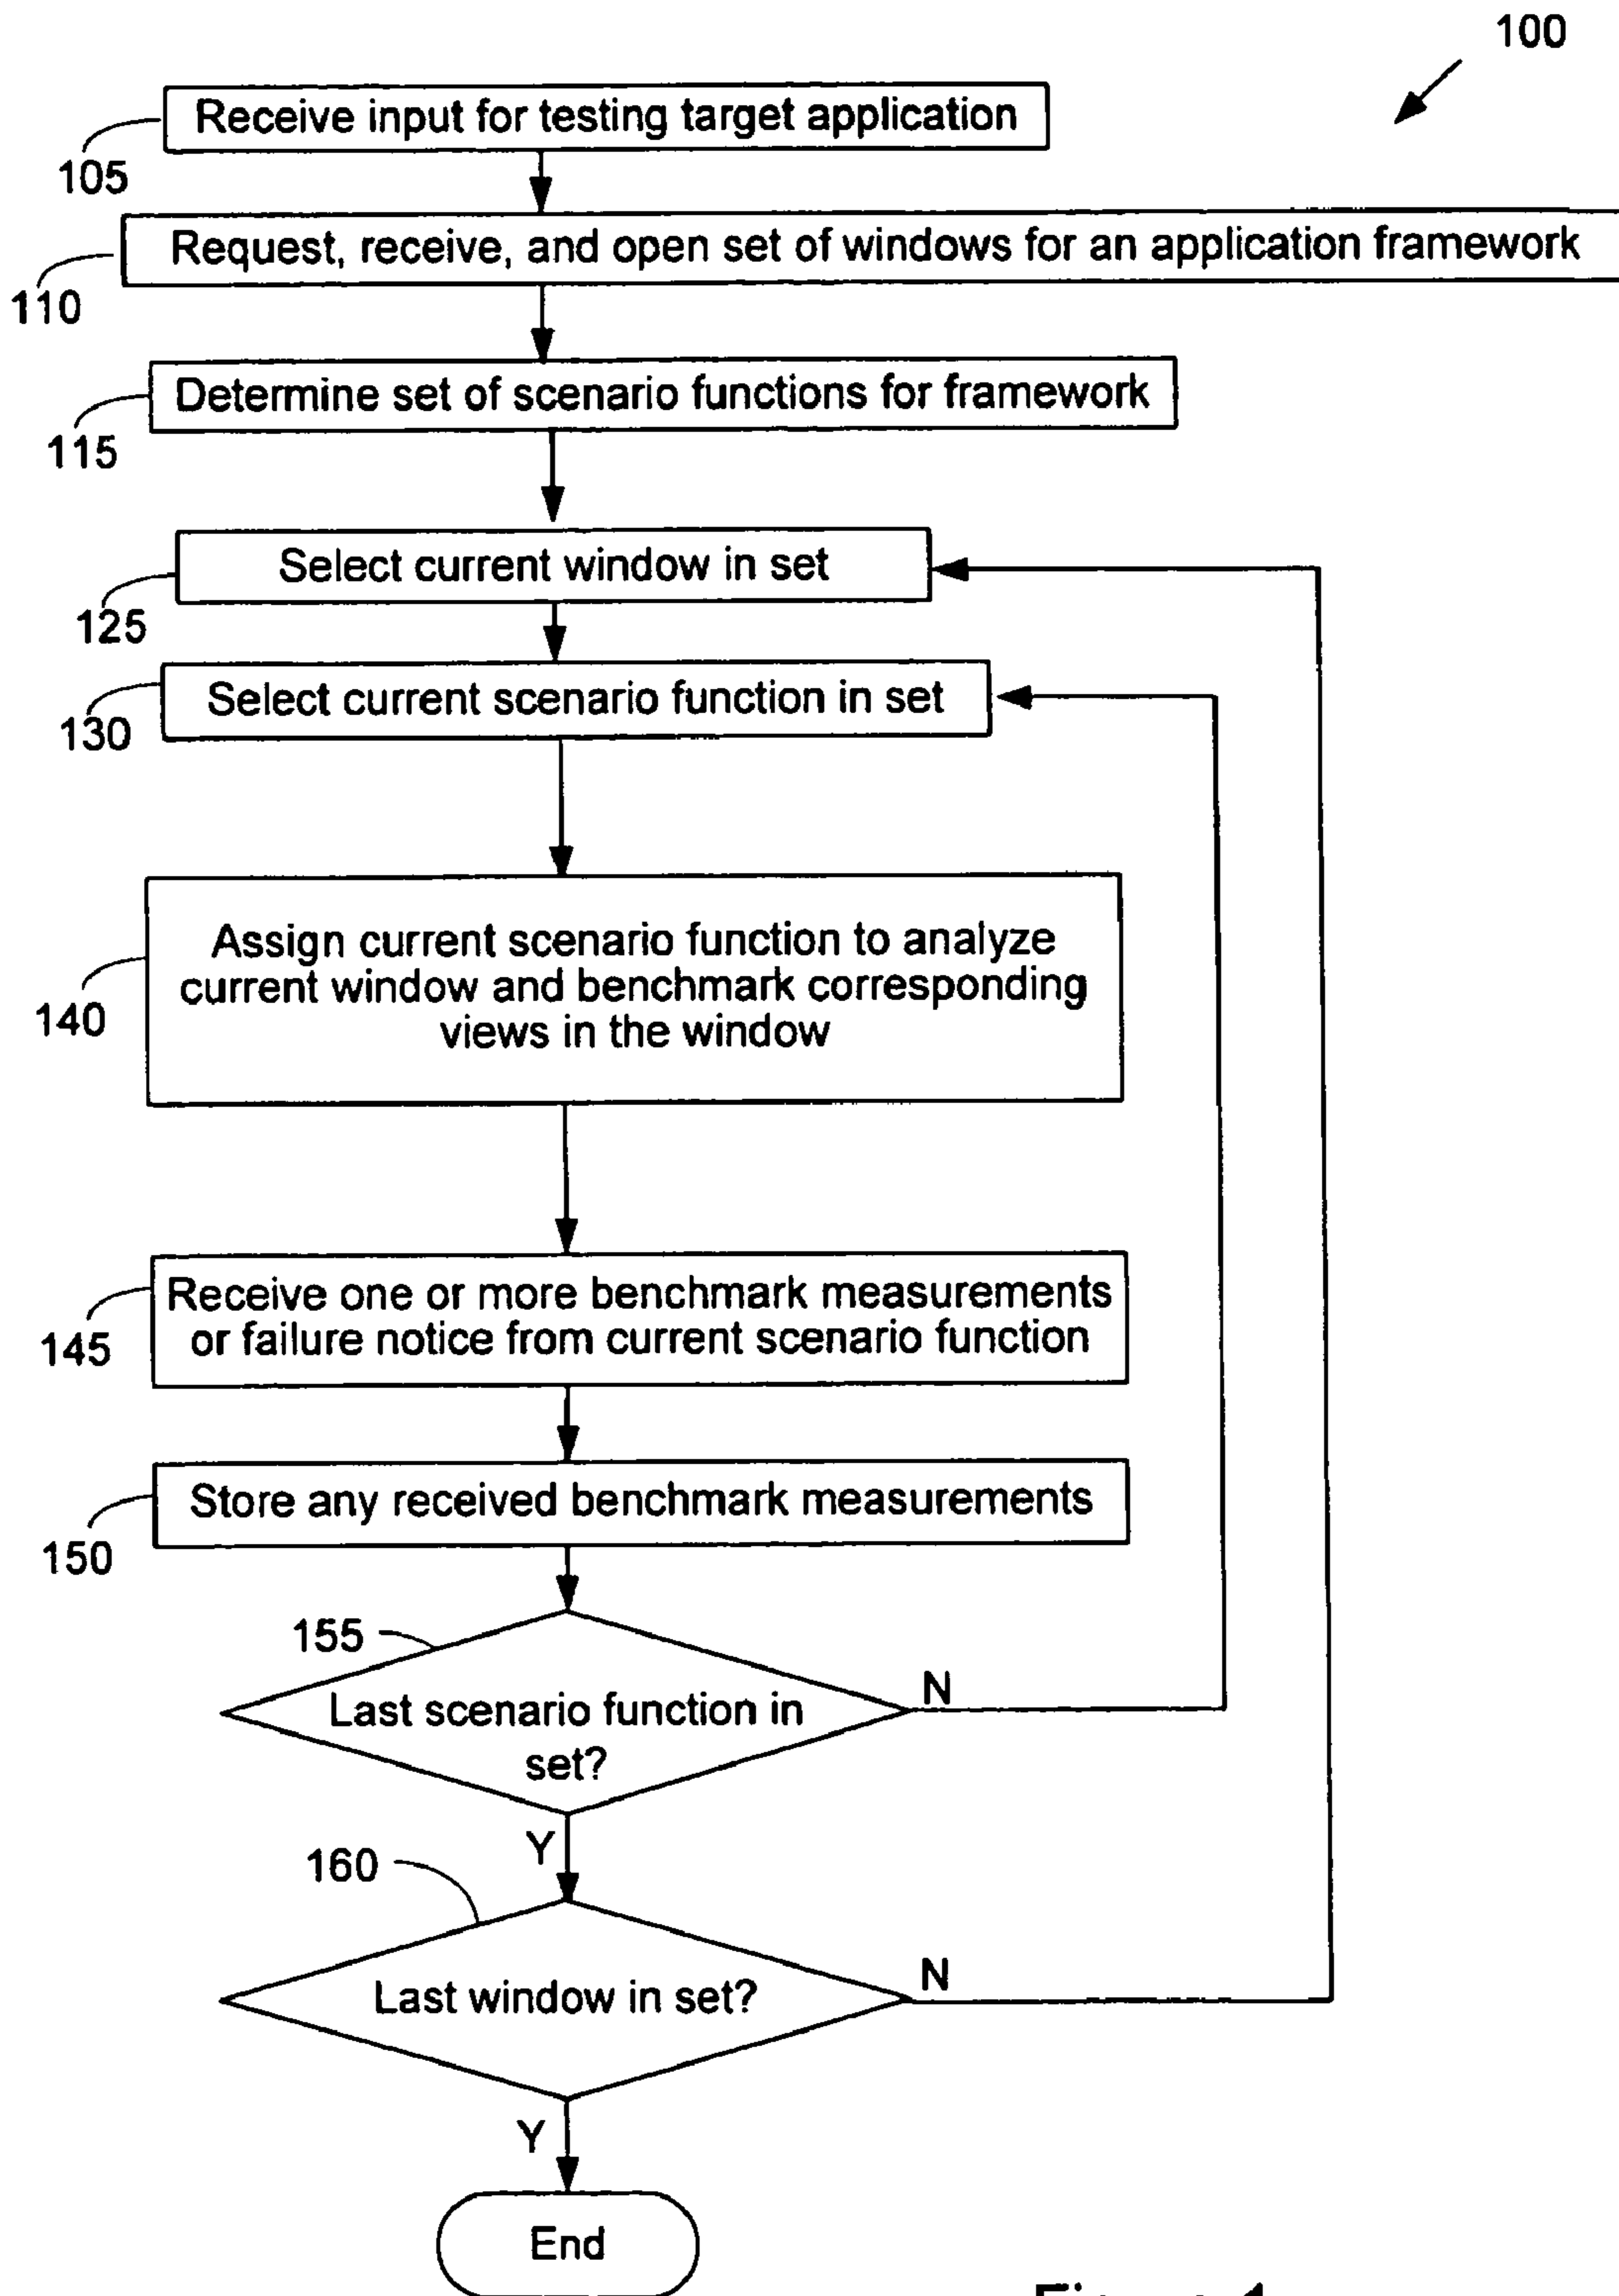 100
Receive input for testing target application
105
Request, receive, and open set of windows for an application framework
110
Determine set of scenario functions for framework
115
Select current window in set
125
Select current scenario function in set
130
Assign current scenario function to analyze
current window and benchmark corresponding
views in the window
140
Receive one or more benchmark measurements
or failure notice from current scenario function
145
Store any received benchmark measurements
150
155
Last scenario function in
set?
N
Y
160
Last window in set?
N
Y
End
Figure 1